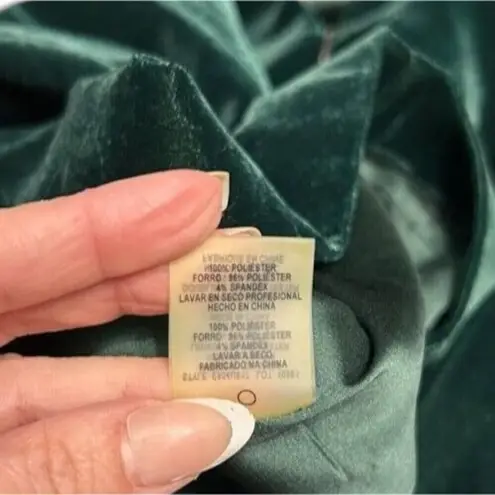 100% POLIÉSTER
FORRO: 96% POLIÉSTER
4% SPANDEX
LAVAR EN SECO PROFESIONAL
HECHO EN CHINA
100% POLIESTER
FORRO: 96% POLIESTER
4% SPANDEX
LAVAR A SECO
FABRICADO NA CHINA